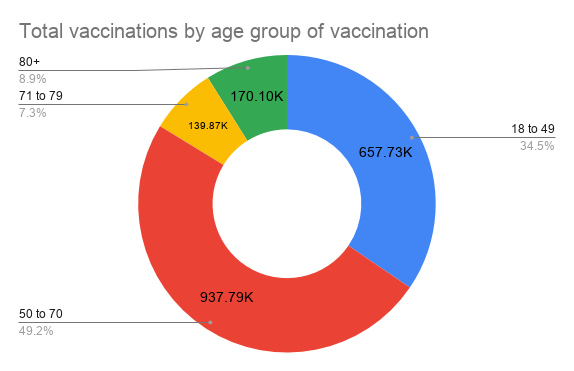 Total vaccinations by age group of vaccination
80+
8.9%
71 to 79
7.3%
170.10K
139.87K
18 to 49
34.5%
657.73K
937.79K
50 to 70
49.2%